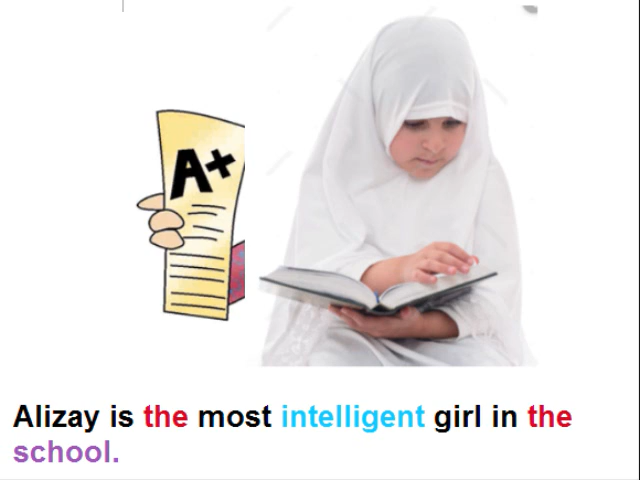 A+
Alizay is the most intelligent girl in the
school.